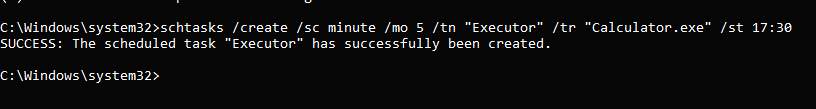 C:\Windows\system32>schtasks /create /sc minute /mo 5 /tn "Executor" /tr "Calculator.exe" /st 17:30
SUCCESS: The scheduled task "Executor" has successfully been created.
C:\Windows\system32>